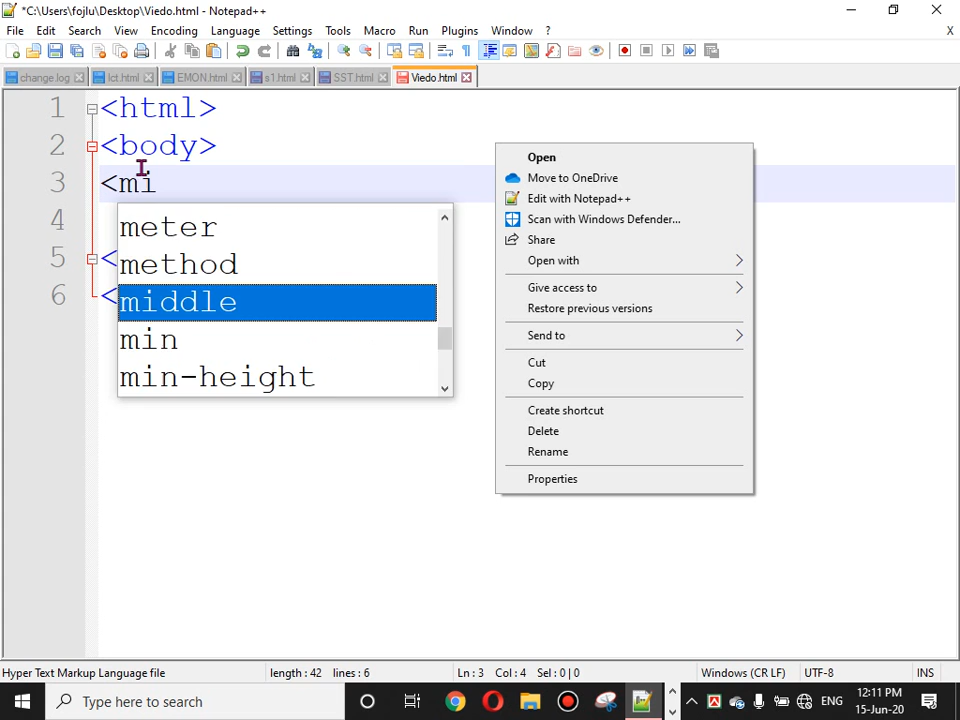 *C:\Users\fojlu\Desktop\Viedo.html - Notepad++
File Edit Search View Encoding Language Settings Tools Macro Run Plugins Window ? X
change.log Ict.html EMON.html s1.html SST.html Viedo.html
1 <html>
2 <body>
3 <mi
4
5 <
6 <
meter
method
middle
min
min-height
Open
Move to OneDrive
Edit with Notepad++
Scan with Windows Defender...
Share
Open with
Give access to
Restore previous versions
Send to
Cut
Copy
Create shortcut
Delete
Rename
Properties
Hyper Text Markup Language file length : 42 lines : 6 Ln : 3 Col : 4 Sel : 0 | 0 Windows (CR LF) UTF-8 INS
Type here to search ENG 12:11 PM
15-Jun-20